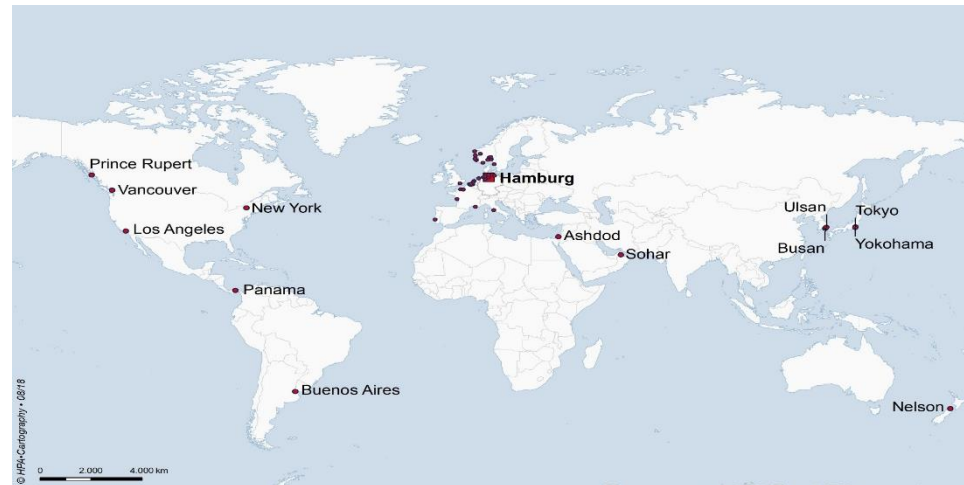 Prince Rupert
Vancouver
Los Angeles
New York
Panama
Buenos Aires
Hamburg
Ashdod
Sohar
Ulsan
Tokyo
Busan
Yokohama
Nelson
© HPA-Cartography • 08/18
0 2.000 4.000 km